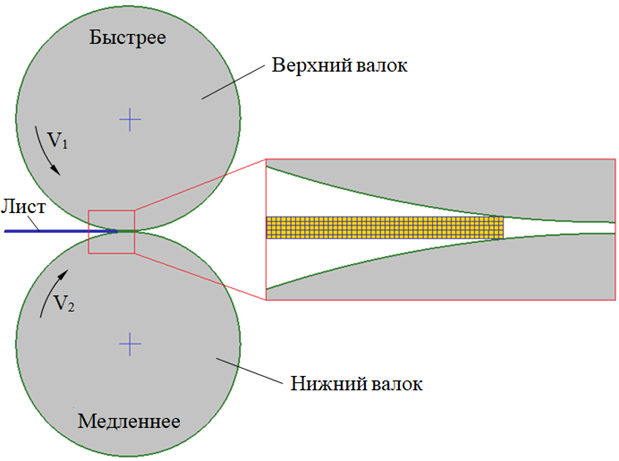 Быстрее
Верхний валок
V1
Лист
V2
Нижний валок
Медленнее